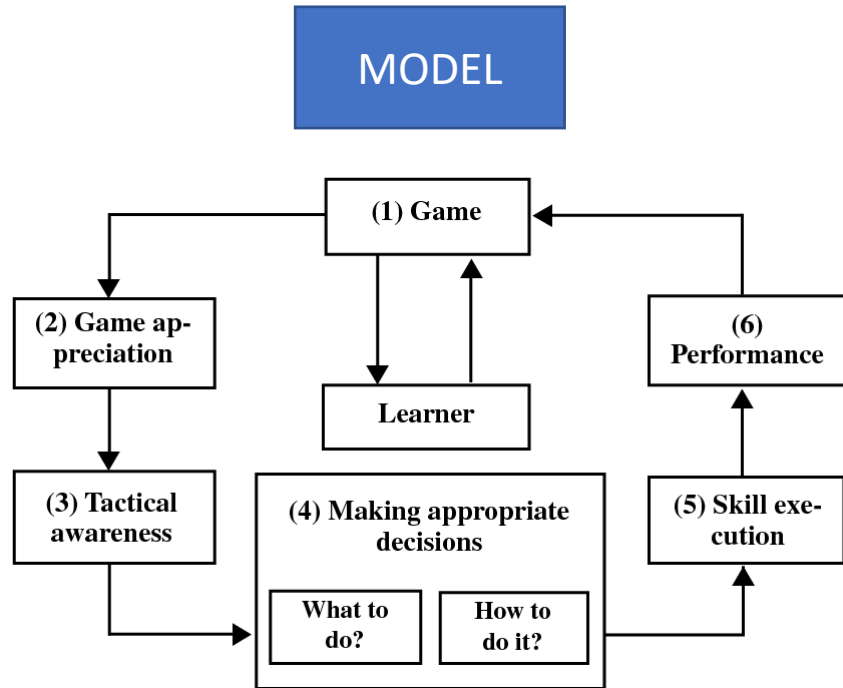 MODEL
(1) Game
(2) Game ap-
preciation
(6)
Performance
Learner
(3) Tactical
awareness
(4) Making appropriate
decisions
What to
do?
How to
do it?
(5) Skill exe-
cution